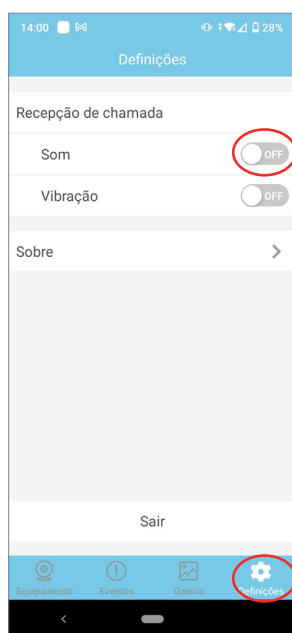 14:00 28%
Definições
Recepção de chamada
Som OFF
Vibração OFF
Sobre
Sair
Equipamento Eventos Galeria Definições